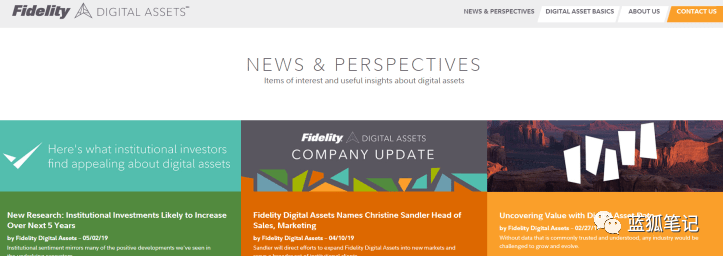 Fidelity DIGITAL ASSETS℠
NEWS & PERSPECTIVES
DIGITAL ASSET BASICS
ABOUT US
CONTACT US
NEWS & PERSPECTIVES
Items of interest and useful insights about digital assets
Here's what institutional investors
find appealing about digital assets
Fidelity DIGITAL ASSETS
COMPANY UPDATE
New Research: Institutional Investments Likely to Increase
Over Next 5 Years
by Fidelity Digital Assets - 05/02/19
Institutional sentiment mirrors many of the positive developments we've seen in
Fidelity Digital Assets Names Christine Sandler Head of
Sales, Marketing
by Fidelity Digital Assets - 04/10/19
Sandler will direct efforts to expand Fidelity Digital Assets into new markets and
Uncovering Value with Digital Asset
by Fidelity Digital Assets - 02/27/
Without data that is commonly trusted and understood, any industry would be
challenged to grow and evolve.
蓝狐笔记